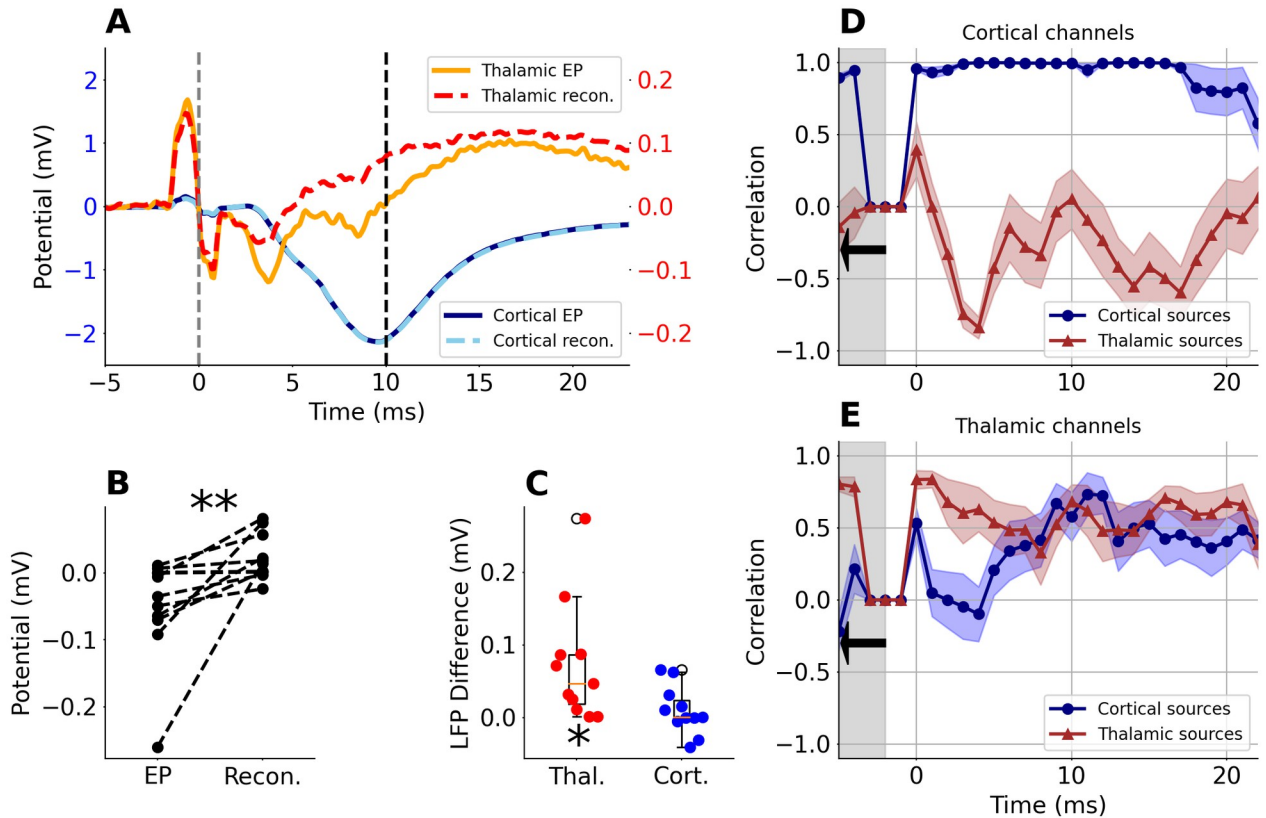 A
Potential (mV)
2
1
0
−1
−2
0.2
0.1
0.0
−0.1
−0.2
Thalamic EP
Thalamic recon.
Cortical EP
Cortical recon.
−5
0
5
10
15
20
Time (ms)
B
**
Potential (mV)
0.0
−0.1
−0.2
EP
Recon.
C
LFP Difference (mV)
0.2
0.1
0.0
*
Thal.
Cort.
D
Cortical channels
Correlation
1.0
0.5
0.0
−0.5
−1.0
Cortical sources
Thalamic sources
0
10
20
E
Thalamic channels
Correlation
1.0
0.5
0.0
−0.5
−1.0
Cortical sources
Thalamic sources
0
10
20
Time (ms)